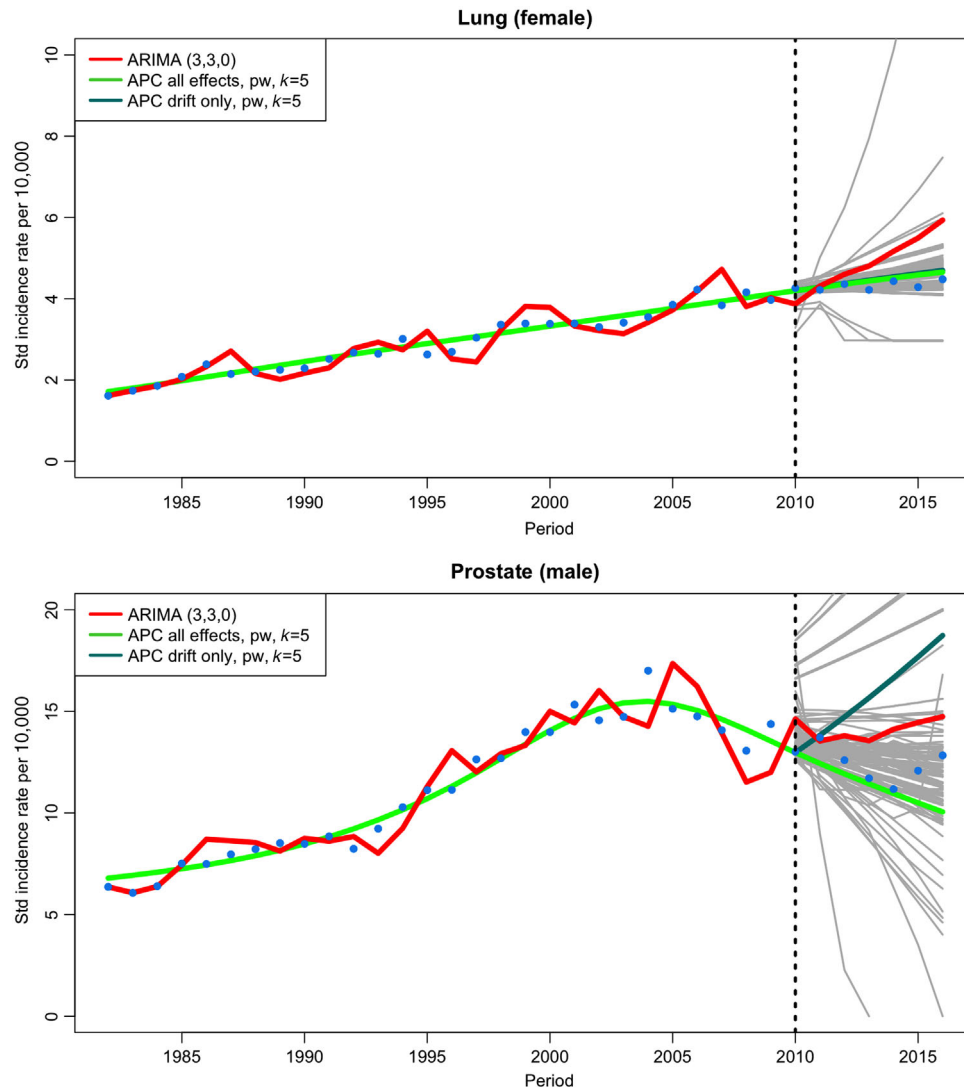 Lung (female)
ARIMA (3,3,0)
APC all effects, pw, k=5
APC drift only, pw, k=5
Std incidence rate per 10,000
10
8
6
4
2
0
1985 1990 1995 2000 2005 2010 2015
Period
Prostate (male)
ARIMA (3,3,0)
APC all effects, pw, k=5
APC drift only, pw, k=5
Std incidence rate per 10,000
20
15
10
5
0
1985 1990 1995 2000 2005 2010 2015
Period